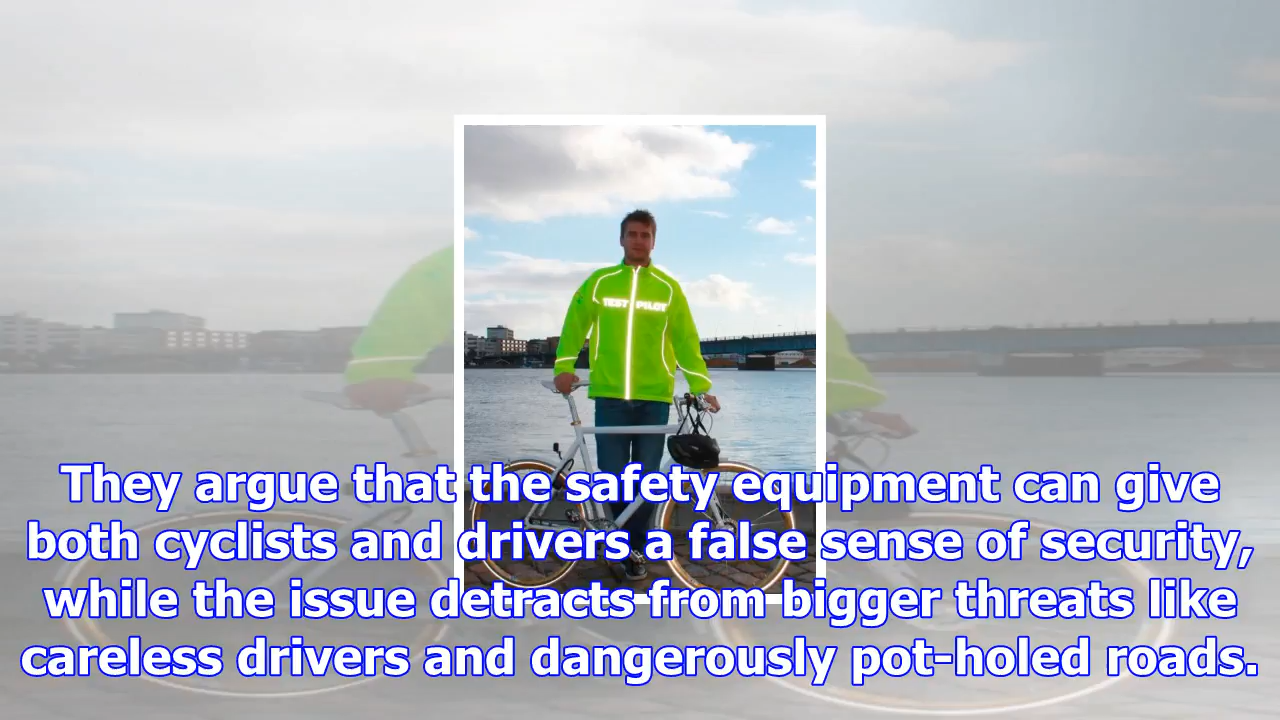 TEST PILOT
They argue that the safety equipment can give
both cyclists and drivers a false sense of security,
while the issue detracts from bigger threats like
careless drivers and dangerously pot-holed roads.